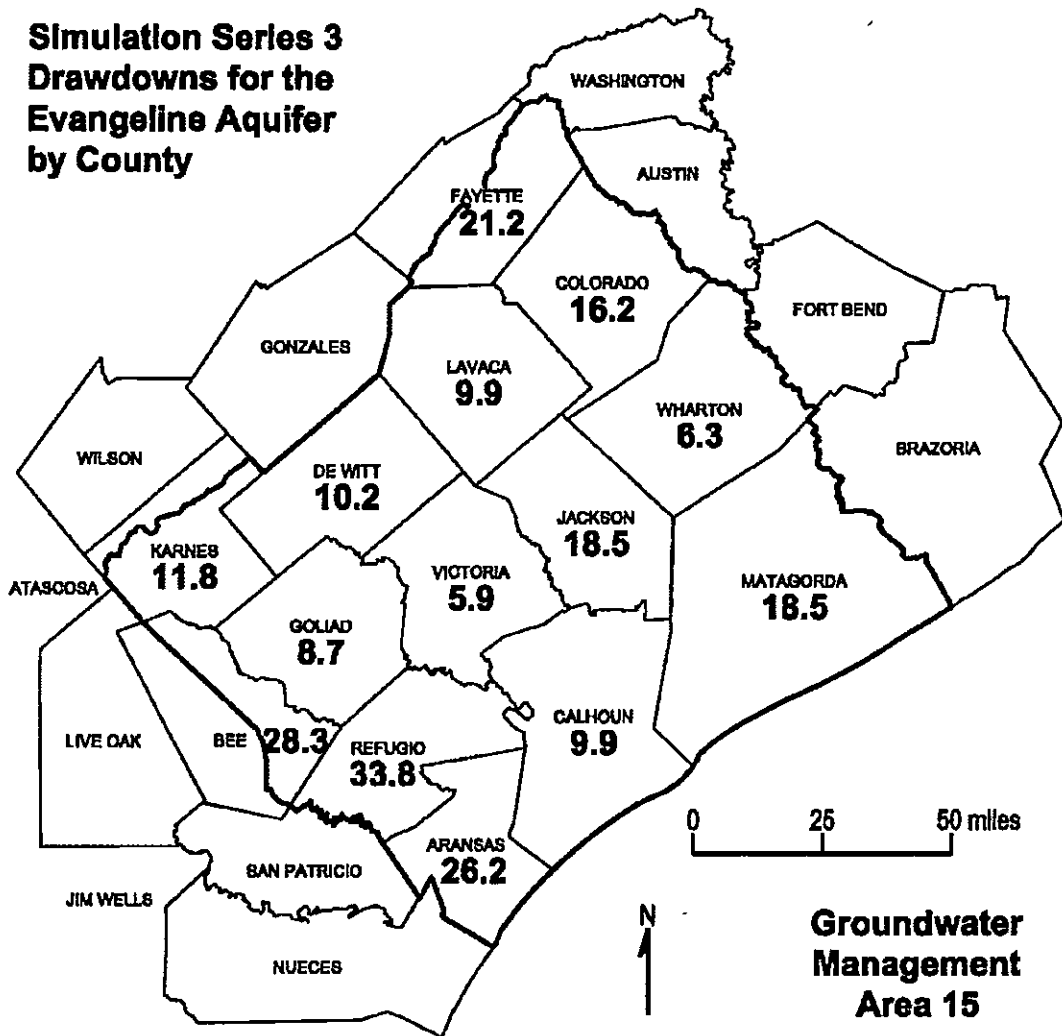 Simulation Series 3
Drawdowns for the
Evangeline Aquifer
by County
WASHINGTON
AUSTIN
FAYETTE
21.2
COLORADO
16.2
FORT BEND
GONZALES
LAVACA
9.9
WHARTON
6.3
BRAZORIA
WILSON
DE WITT
10.2
KARNES
11.8
JACKSON
18.5
VICTORIA
5.9
MATAGORDA
18.5
ATASCOSA
GOLIAD
8.7
LIVE OAK
BEE
28.3
REFUGIO
33.8
CALHOUN
9.9
ARANSAS
26.2
SAN PATRICIO
JIM WELLS
NUECES
0 25 50 miles
N
Groundwater
Management
Area 15